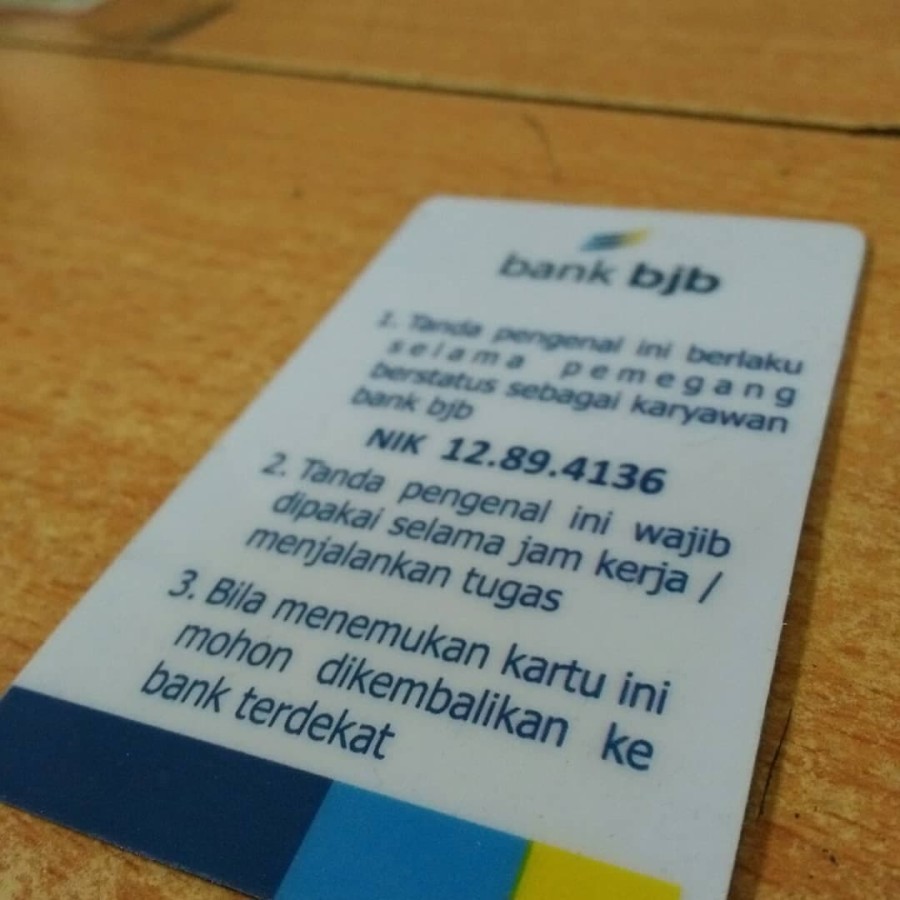 bank bjb
1. Tanda pengenal ini berlaku
selama pemegang
berstatus sebagai karyawan
bank bjb
NIK 12.89.4136
2. Tanda pengenal ini wajib
dipakai selama jam kerja /
menjalankan tugas
3. Bila menemukan kartu ini
mohon dikembalikan ke
bank terdekat